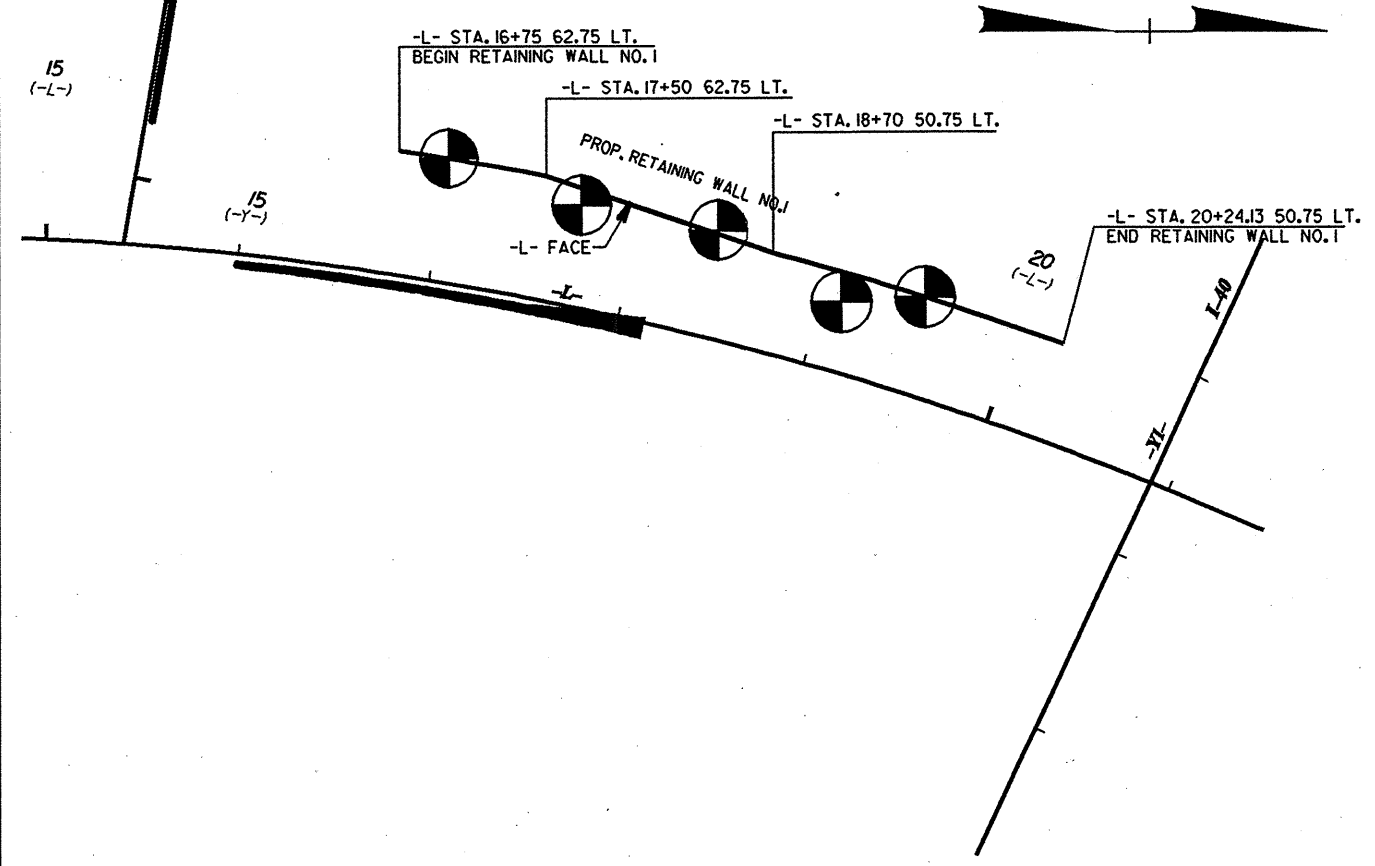 -L- STA. 16+75 62.75 LT.
BEGIN RETAINING WALL NO. 1
15
(-L-)
-L- STA. 17+50 62.75 LT.
-L- STA. 18+70 50.75 LT.
PROP. RETAINING WALL NO. 1
15
(-Y-)
-L- FACE
-L- STA. 20+24.13 50.75 LT.
END RETAINING WALL NO. 1
20
(-L-)
-L-
I-40
-Y1-